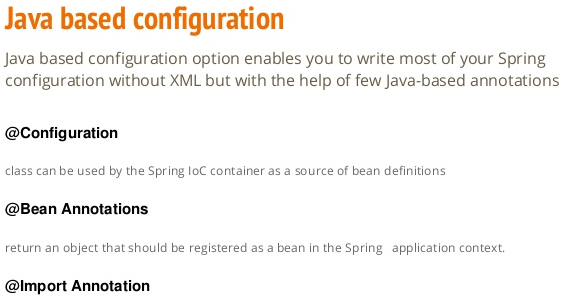 Java based configuration
Java based configuration option enables you to write most of your Spring
configuration without XML but with the help of few Java-based annotations
@Configuration
class can be used by the Spring IoC container as a source of bean definitions
@Bean Annotations
return an object that should be registered as a bean in the Spring application context.
@Import Annotation